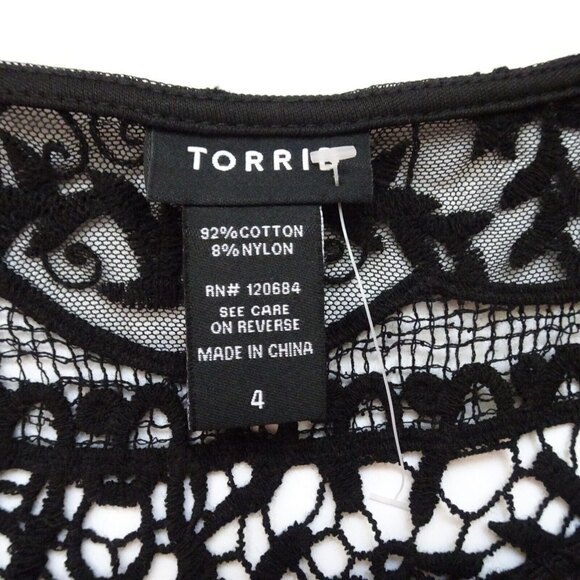 TORRID
92%COTTON
8%NYLON
RN# 120684
SEE CARE
ON REVERSE
MADE IN CHINA
4